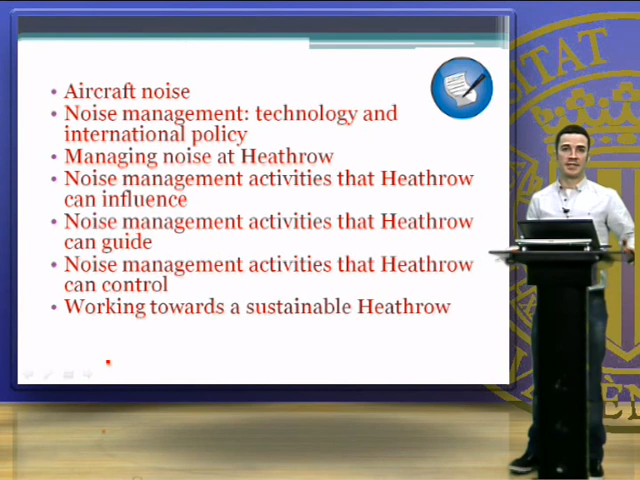 • Aircraft noise
• Noise management: technology and
international policy
• Managing noise at Heathrow
• Noise management activities that Heathrow
can influence
• Noise management activities that Heathrow
can guide
• Noise management activities that Heathrow
can control
• Working towards a sustainable Heathrow